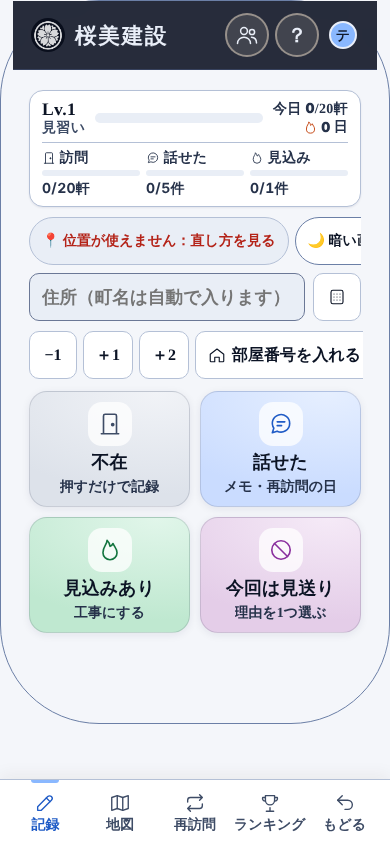 桜美建設
?
テ
Lv.1
見習い
今日 0/20軒
0 日
訪問
話せた
見込み
0/20軒
0/5件
0/1件
📍 位置が使えません：直し方を見る
🌙 暗い
住所（町名は自動で入ります）
−1
＋1
＋2
部屋番号を入れる
不在
押すだけで記録
話せた
メモ・再訪問の日
見込みあり
工事にする
今回は見送り
理由を1つ選ぶ
記録
地図
再訪問
ランキング
もどる